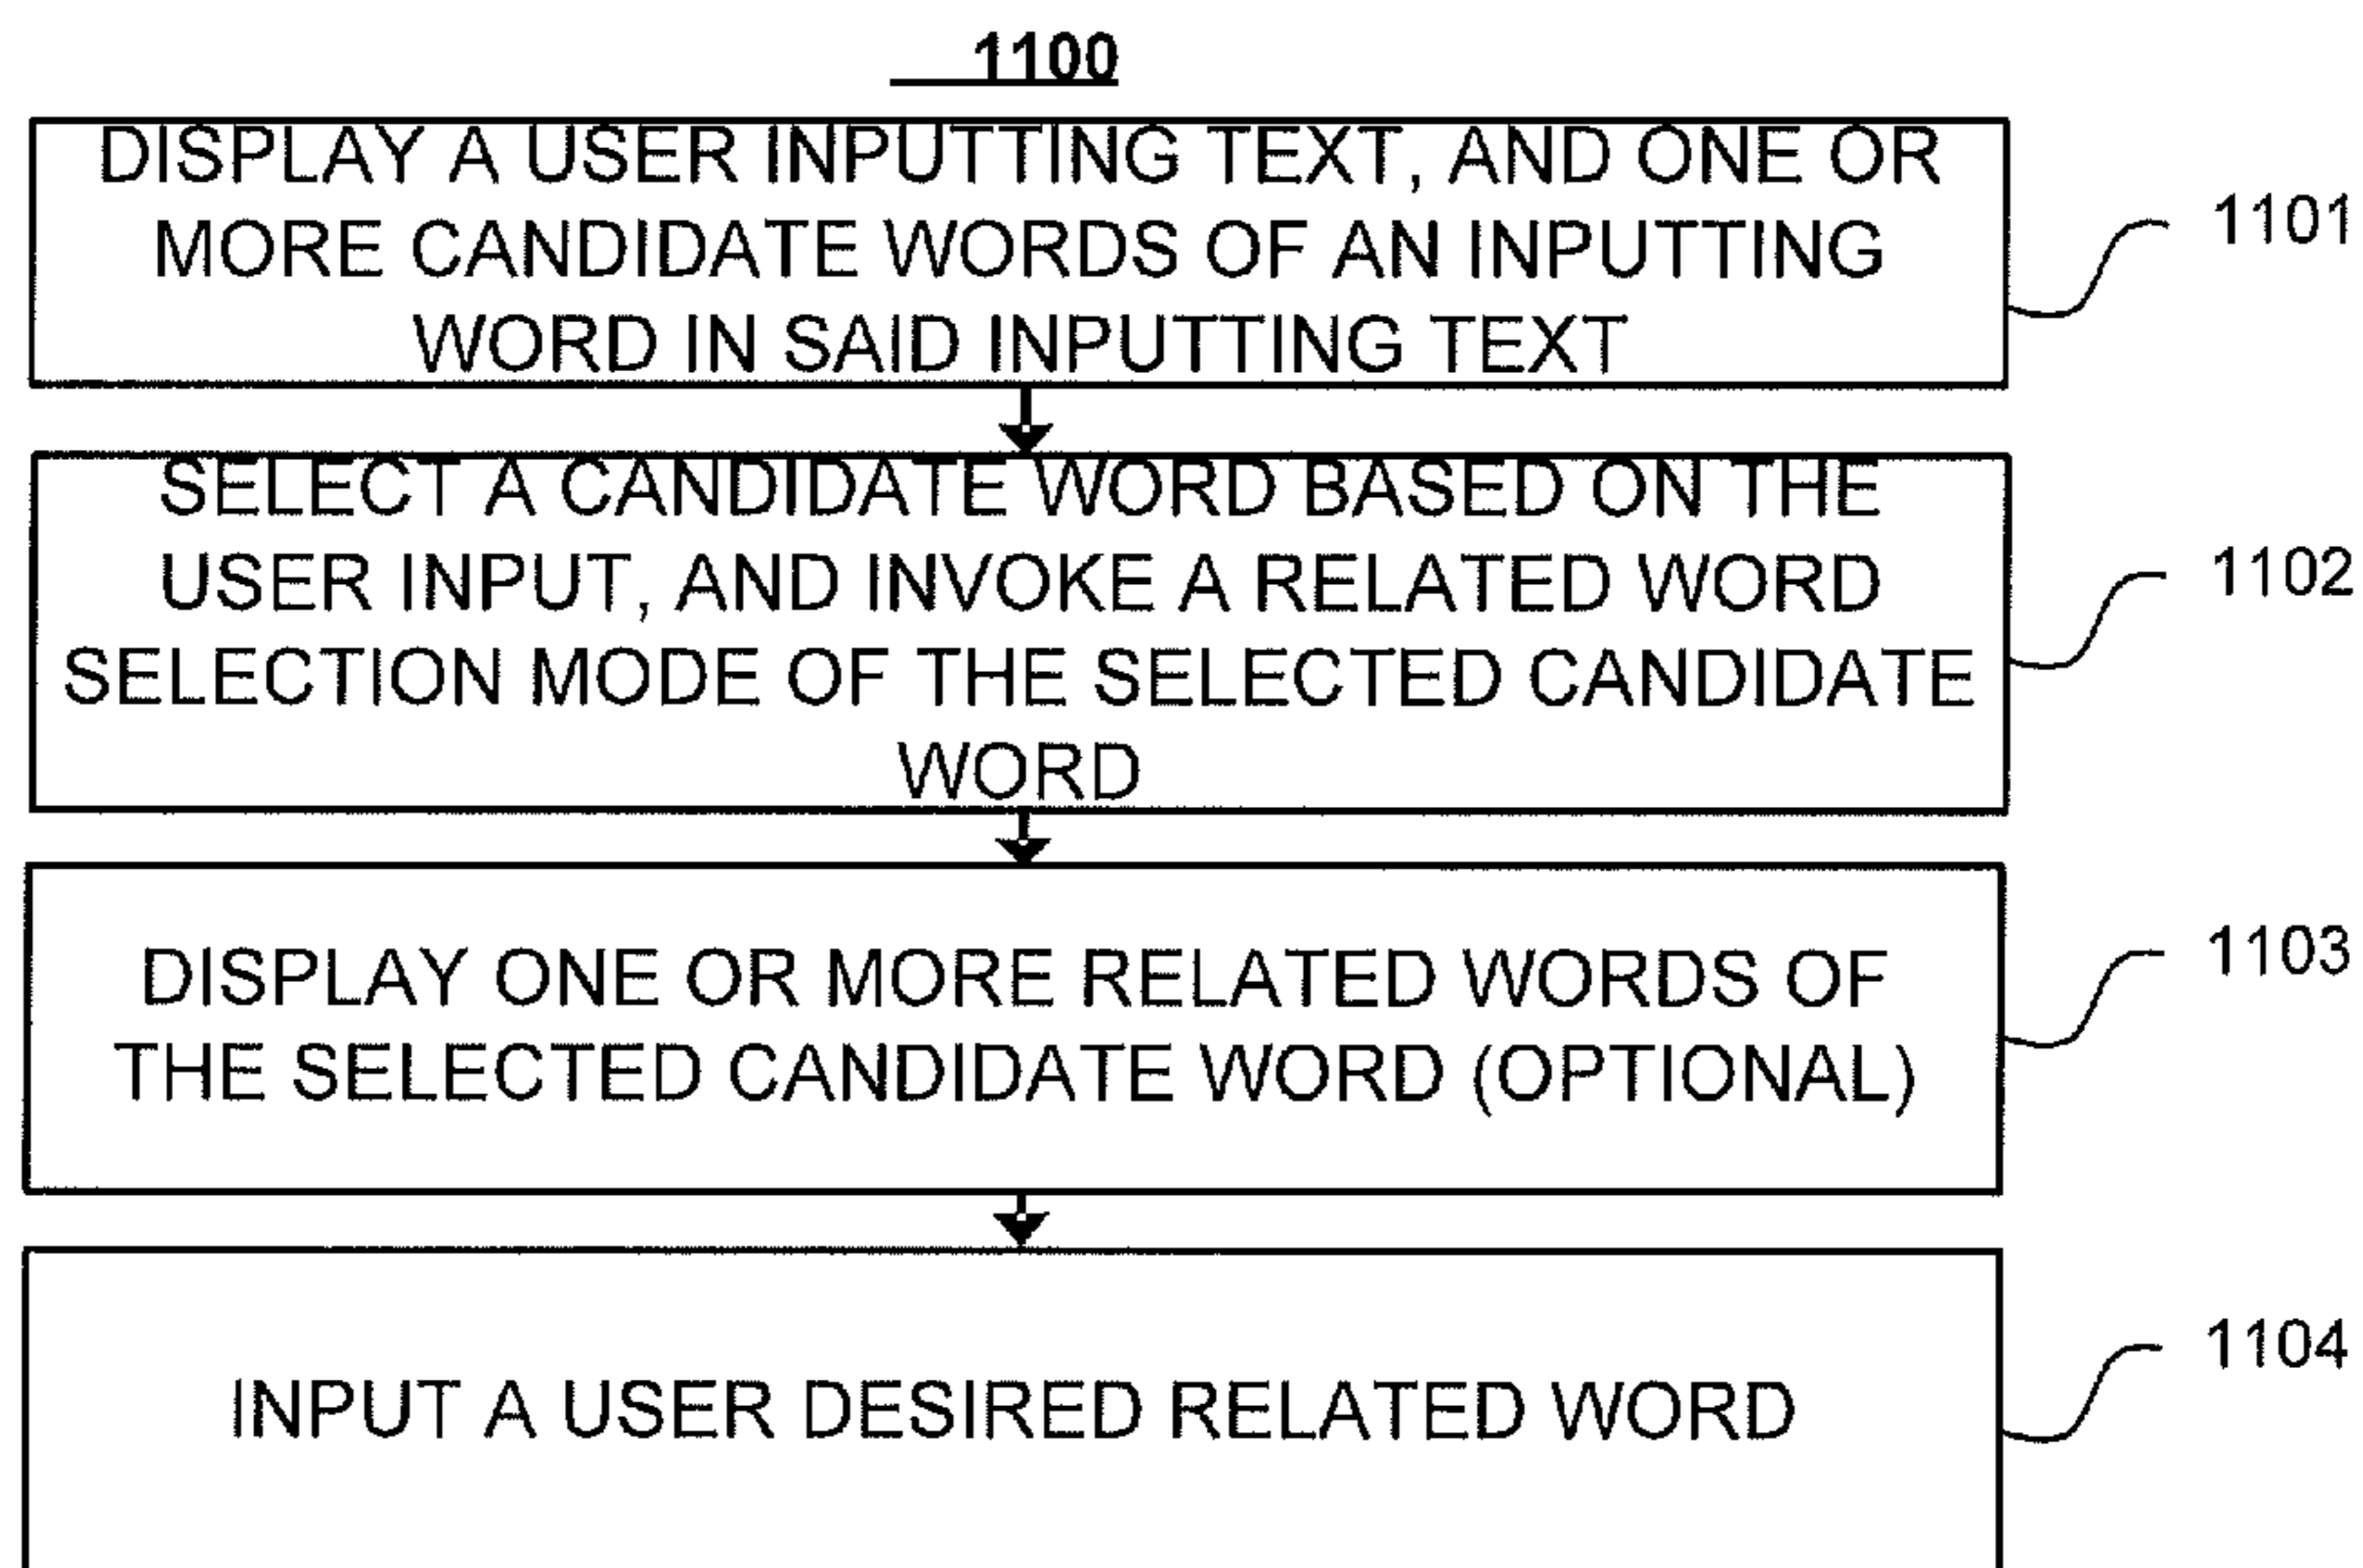 1100
DISPLAY A USER INPUTTING TEXT, AND ONE OR
MORE CANDIDATE WORDS OF AN INPUTTING
WORD IN SAID INPUTTING TEXT
1101
SELECT A CANDIDATE WORD BASED ON THE
USER INPUT, AND INVOKE A RELATED WORD
SELECTION MODE OF THE SELECTED CANDIDATE
WORD
1102
DISPLAY ONE OR MORE RELATED WORDS OF
THE SELECTED CANDIDATE WORD (OPTIONAL)
1103
INPUT A USER DESIRED RELATED WORD
1104